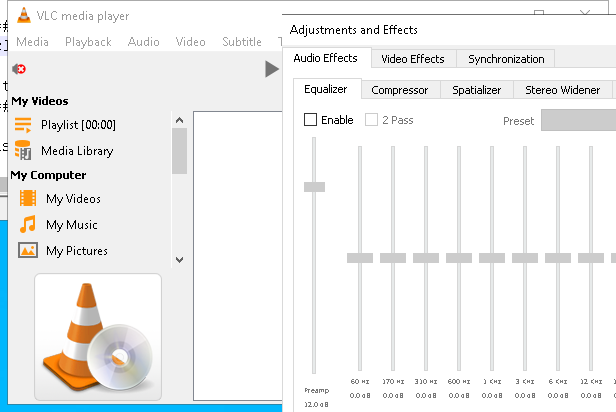 VLC media player
Media Playback Audio Video Subtitle
My Videos
Playlist [00:00]
Media Library
My Computer
My Videos
My Music
My Pictures
Adjustments and Effects
Audio Effects Video Effects Synchronization
Equalizer Compressor Spatializer Stereo Widener
Enable 2 Pass Preset
60 Hz 170 Hz 310 Hz 600 Hz 1 KHz 3 KHz 6 KHz 12 KHz
Preamp 0.0 dB 0.0 dB 0.0 dB 0.0 dB 0.0 dB 0.0 dB 0.0 dB 0.0 dB
12.0 dB